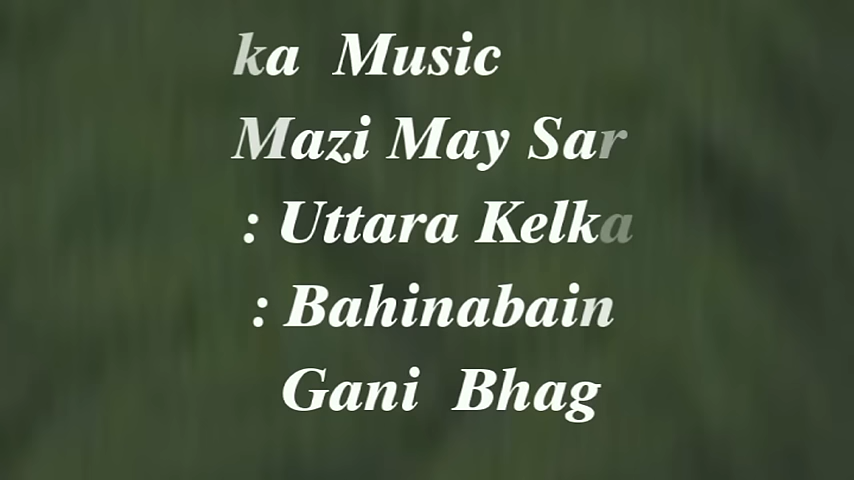 ka Music
Mazi May Sar
: Uttara Kelka
: Bahinabain
Gani Bhag